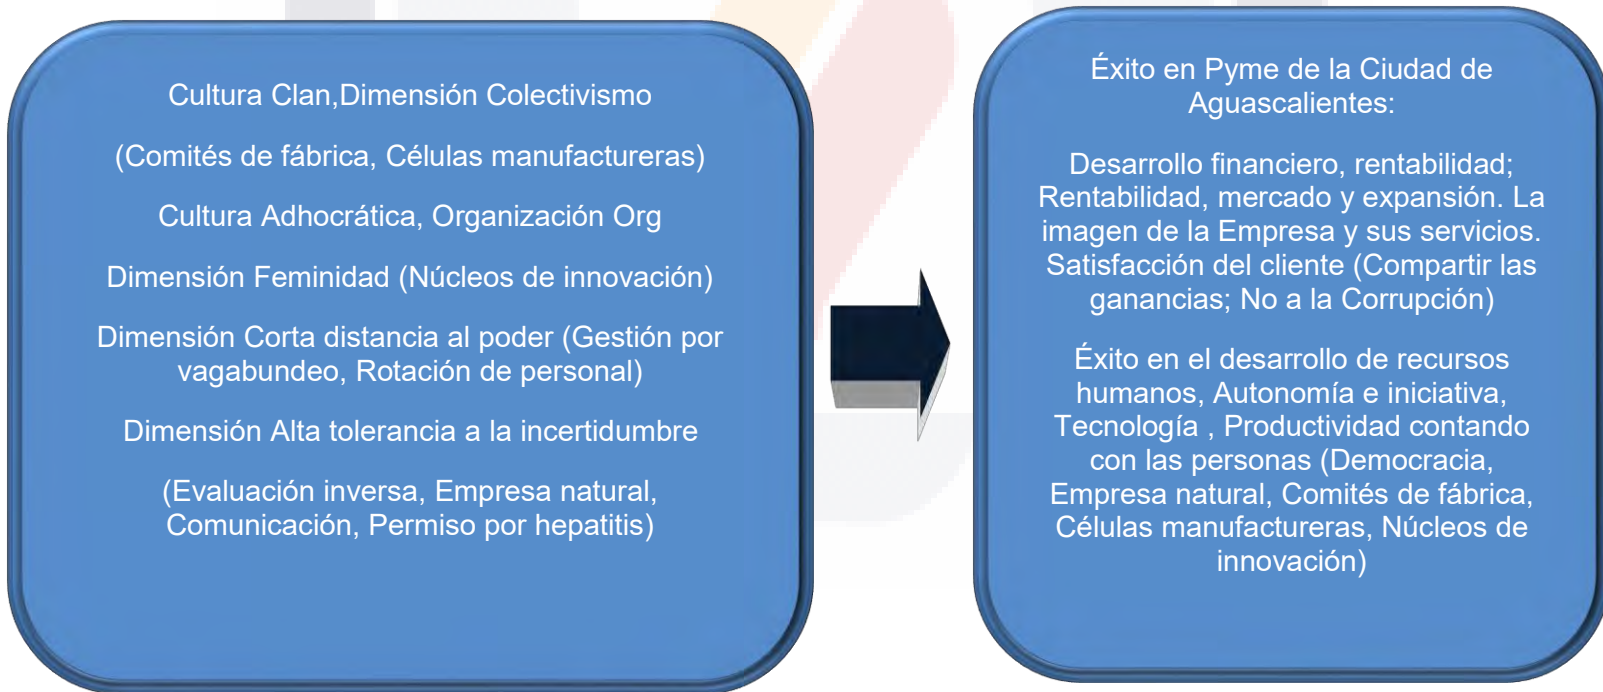 Cultura Clan,Dimensión Colectivismo
(Comités de fábrica, Células manufactureras)
Cultura Adhocrática, Organización Org
Dimensión Feminidad (Núcleos de innovación)
Dimensión Corta distancia al poder (Gestión por
vagabundeo, Rotación de personal)
Dimensión Alta tolerancia a la incertidumbre
(Evaluación inversa, Empresa natural,
Comunicación, Permiso por hepatitis)
Éxito en Pyme de la Ciudad de
Aguascalientes:
Desarrollo financiero, rentabilidad;
Rentabilidad, mercado y expansión. La
imagen de la Empresa y sus servicios.
Satisfacción del cliente (Compartir las
ganancias; No a la Corrupción)
Éxito en el desarrollo de recursos
humanos, Autonomía e iniciativa,
Tecnología , Productividad contando
con las personas (Democracia,
Empresa natural, Comités de fábrica,
Células manufactureras, Núcleos de
innovación)